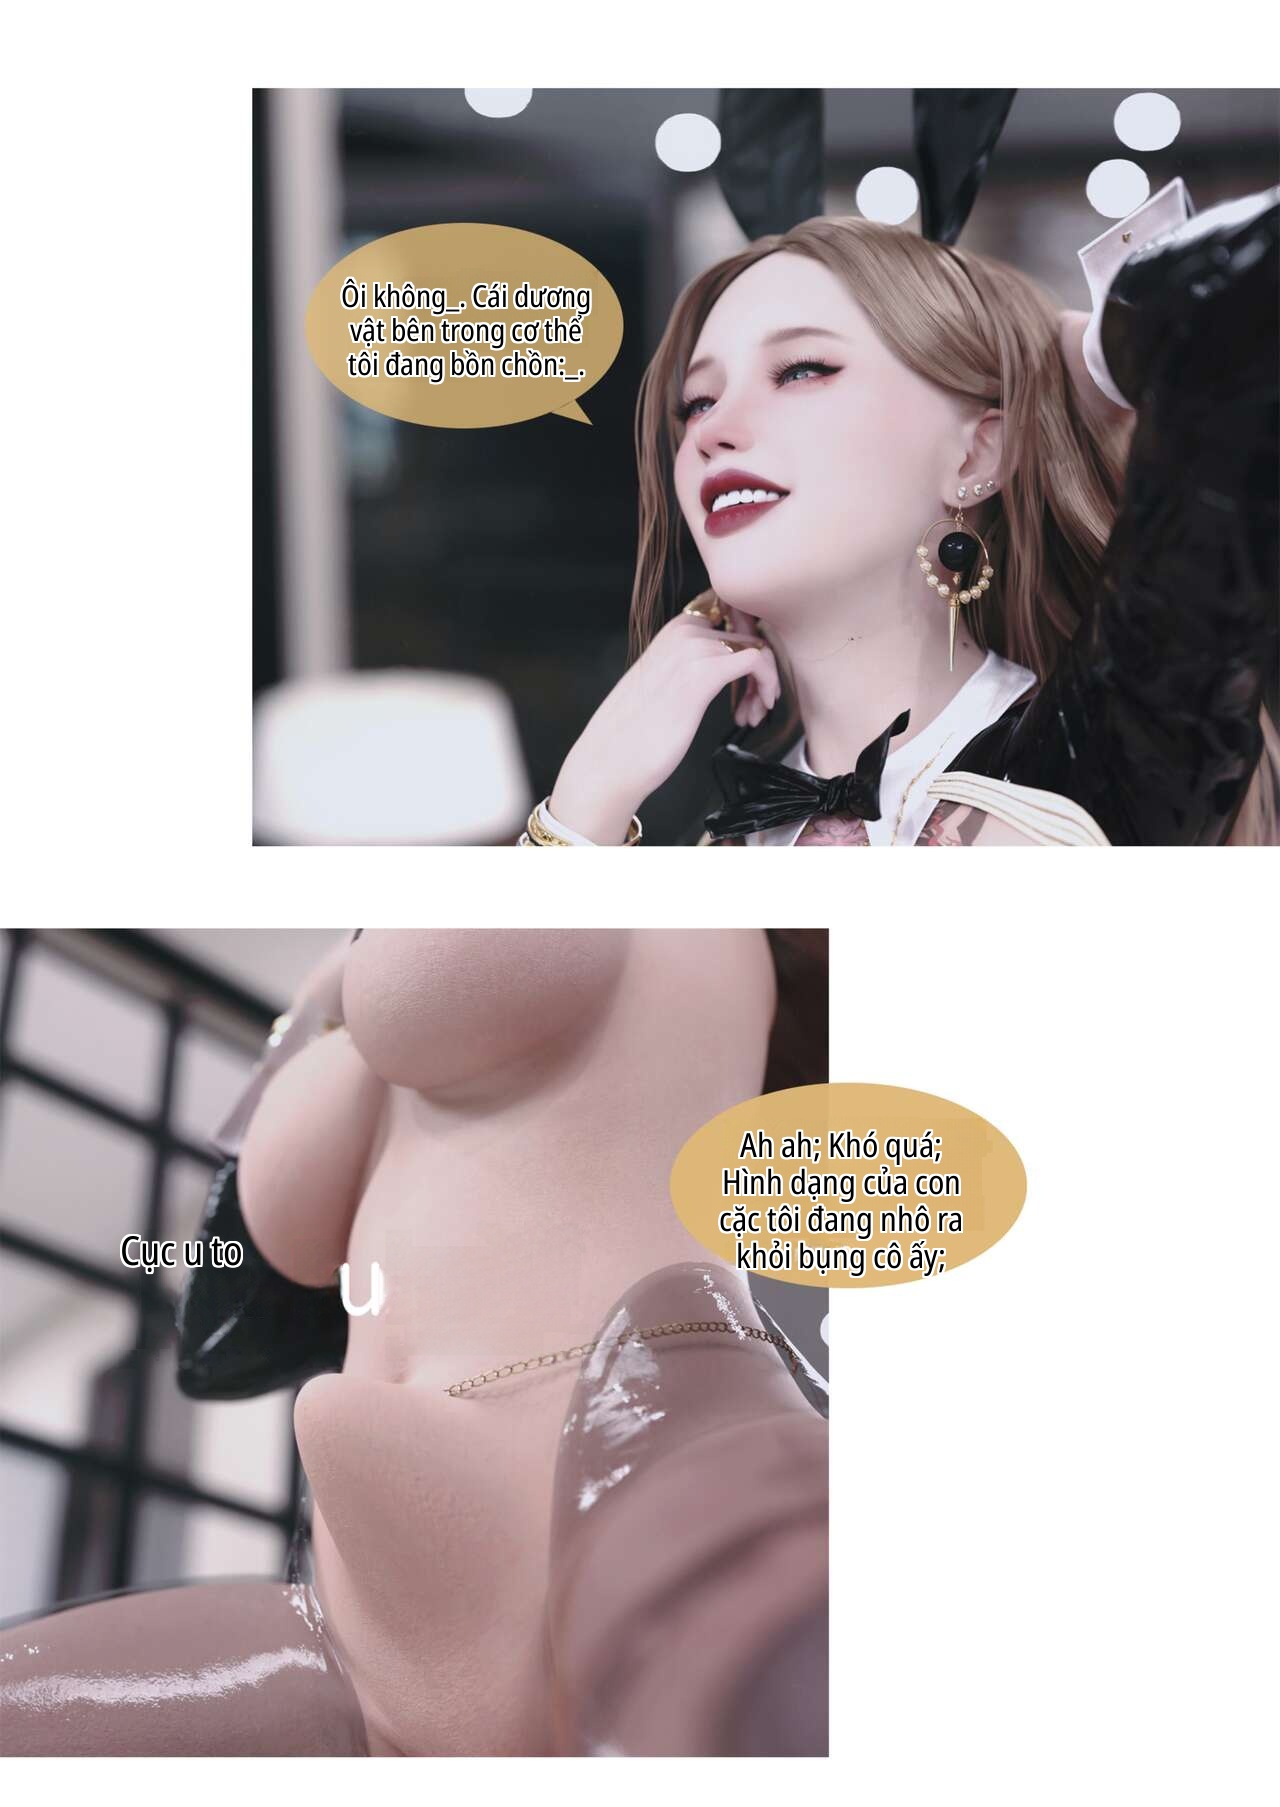 Ôi không_. Cái dương
vật bên trong cơ thể
tôi đang bồn chồn:_.
Ah ah; Khó quá;
Hình dạng của con
cặc tôi đang nhô ra
khỏi bụng cô ấy;
Cục u to
u